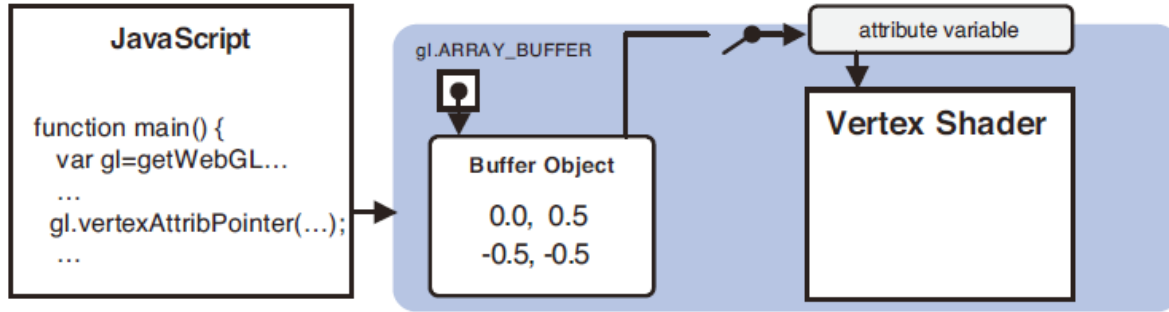 JavaScript
function main() {
var gl=getWebGL...
...
gl.vertexAttribPointer(...);
...
gl.ARRAY_BUFFER
Buffer Object
0.0, 0.5
-0.5, -0.5
attribute variable
Vertex Shader